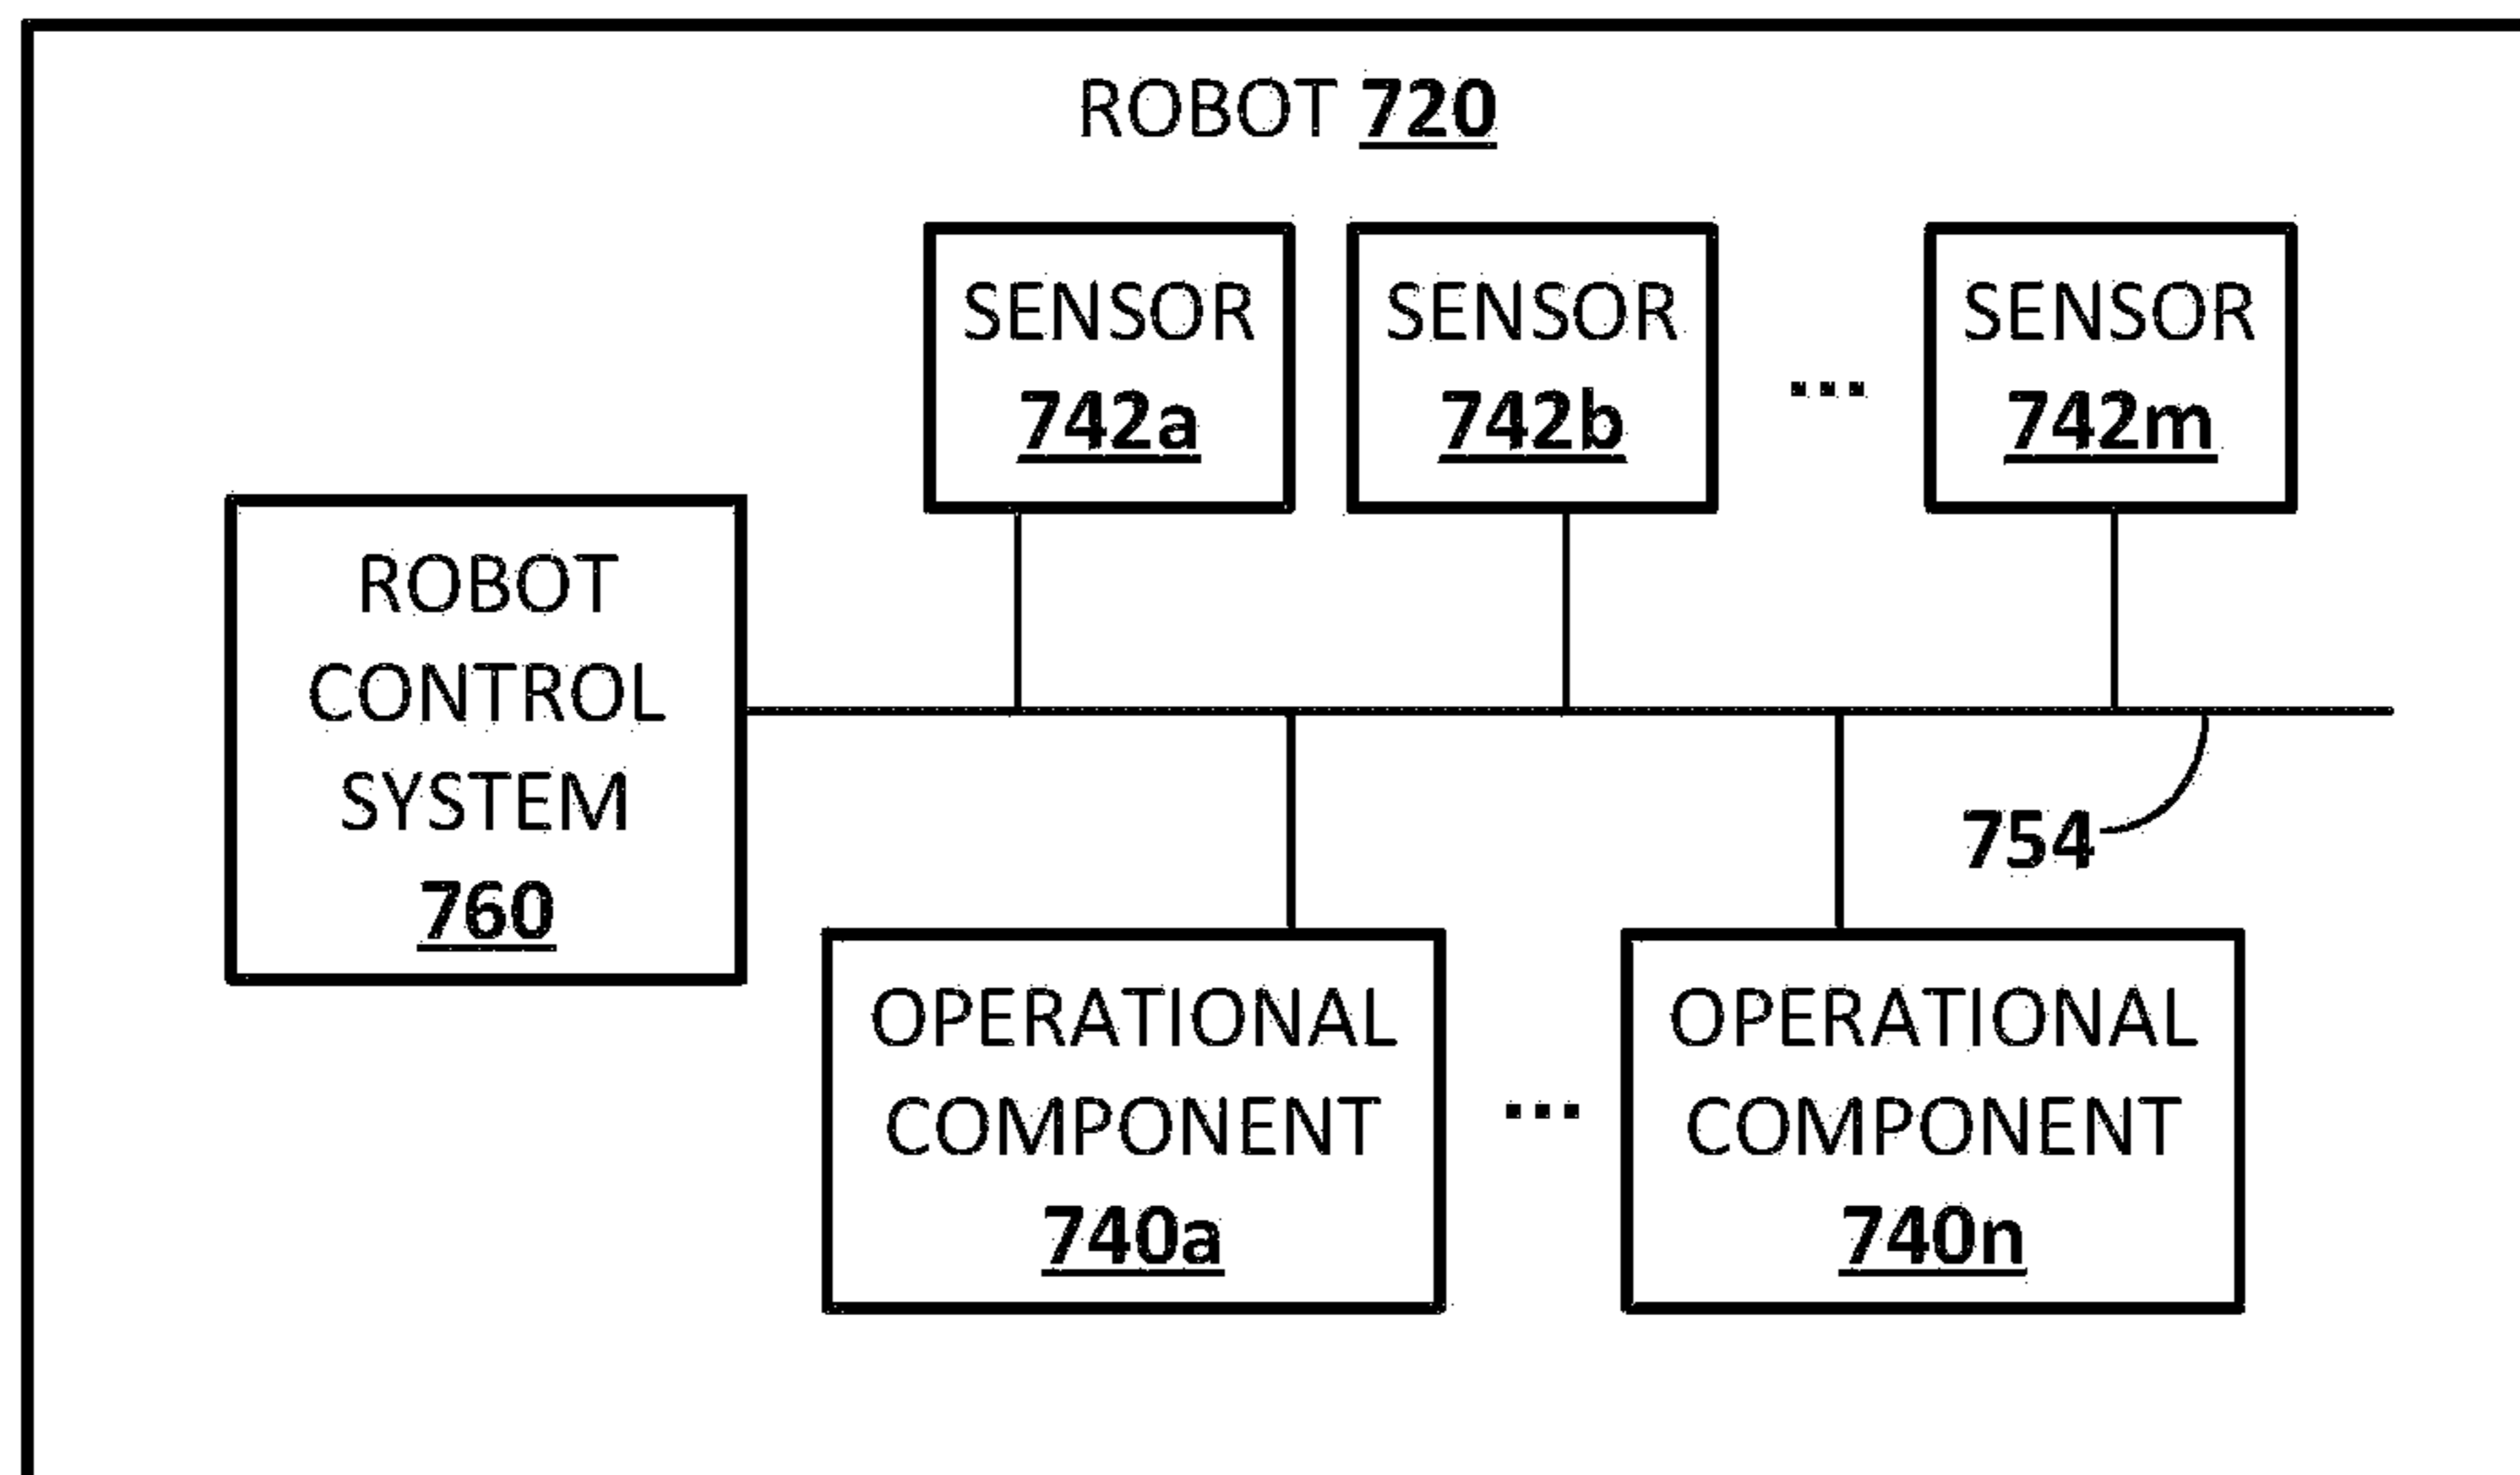 ROBOT 720
SENSOR
742a
SENSOR
742b
...
SENSOR
742m
ROBOT
CONTROL
SYSTEM
760
754
OPERATIONAL
COMPONENT
740a
...
OPERATIONAL
COMPONENT
740n